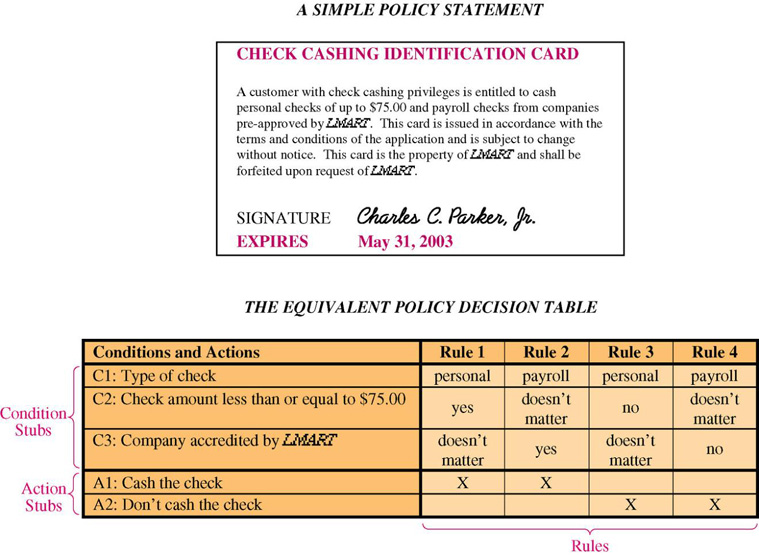 A SIMPLE POLICY STATEMENT
CHECK CASHING IDENTIFICATION CARD
A customer with check cashing privileges is entitled to cash
personal checks of up to $75.00 and payroll checks from companies
pre-approved by LMART. This card is issued in accordance with the
terms and conditions of the application and is subject to change
without notice. This card is the property of LMART and shall be
forfeited upon request of LMART.
SIGNATURE Charles C. Parker, Jr.
EXPIRES May 31, 2003
THE EQUIVALENT POLICY DECISION TABLE
Conditions and Actions Rule 1 Rule 2 Rule 3 Rule 4
C1: Type of check personal payroll personal payroll
C2: Check amount less than or equal to $75.00 yes doesn't matter no doesn't matter
C3: Company accredited by LMART doesn't matter yes doesn't matter no
A1: Cash the check X X
A2: Don't cash the check X X
Condition
Stubs
Action
Stubs
Rules